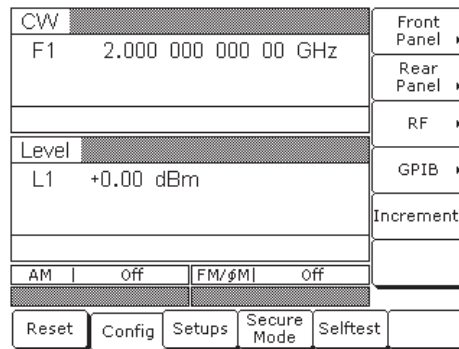 CW
F1 2.000 000 000 00 GHz
Level
L1 +0.00 dBm
AM | Off FM/ϕM| Off
Front
Panel
Rear
Panel
RF
GPIB
Increment
Reset Config Setups Secure
Mode Selftest